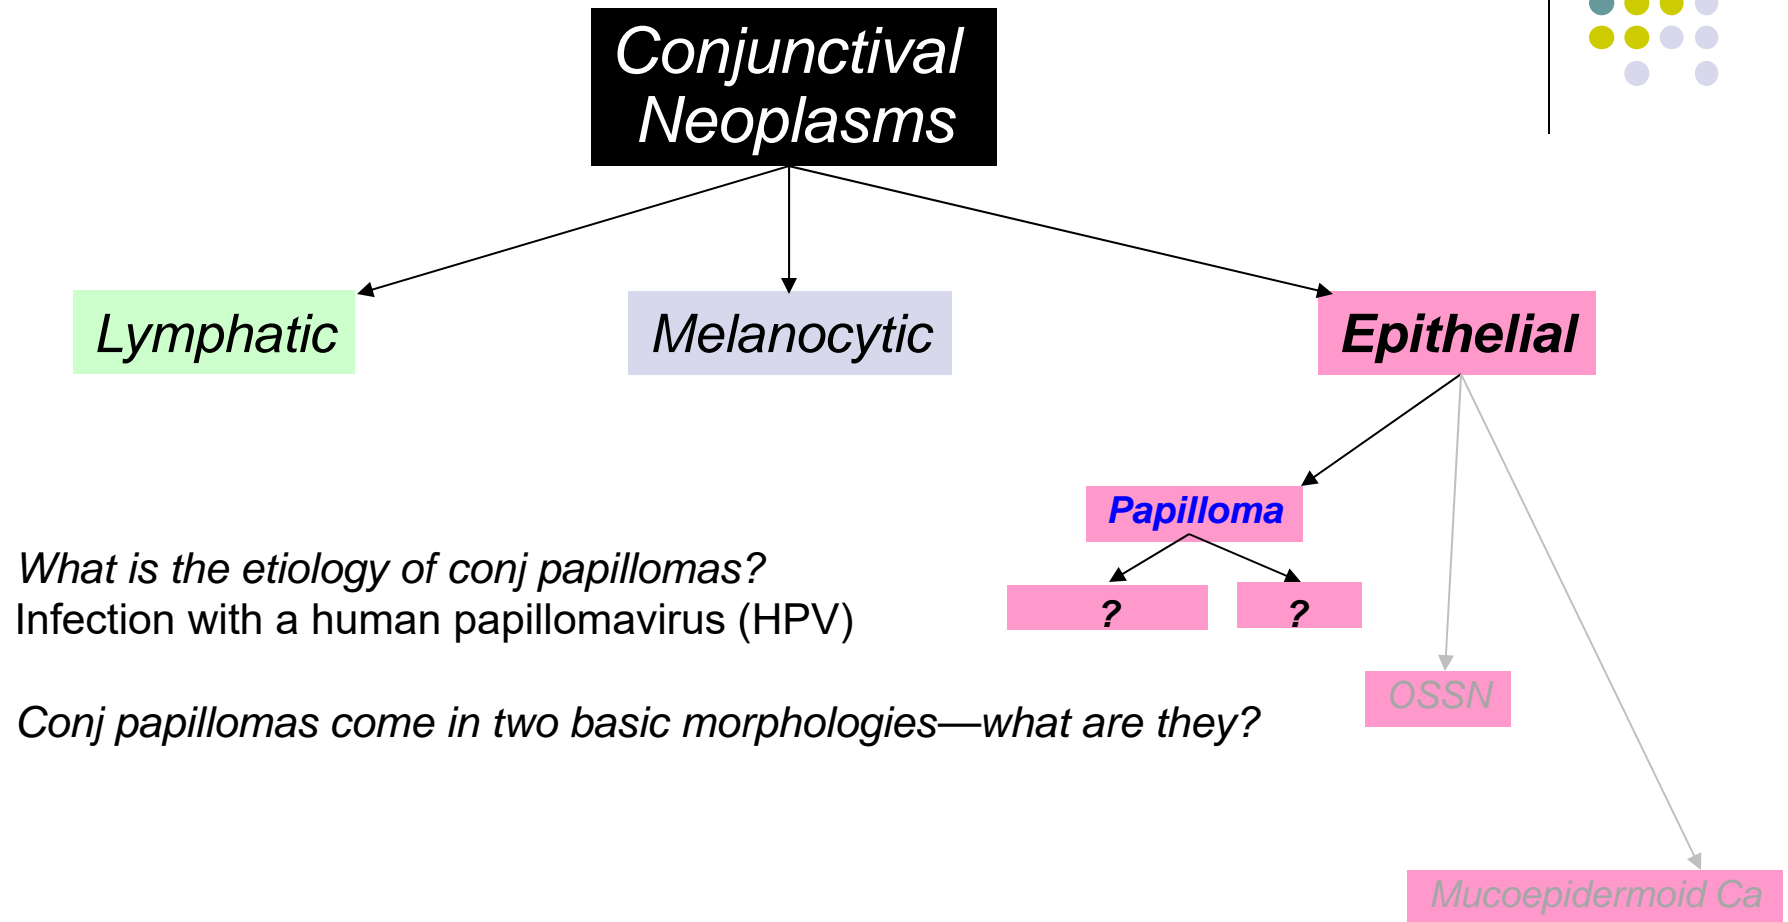 Conjunctival
Neoplasms
Lymphatic
Melanocytic
Epithelial
Papilloma
?
?
What is the etiology of conj papillomas?
Infection with a human papillomavirus (HPV)
OSSN
Conj papillomas come in two basic morphologies—what are they?
Mucoepidermoid Ca